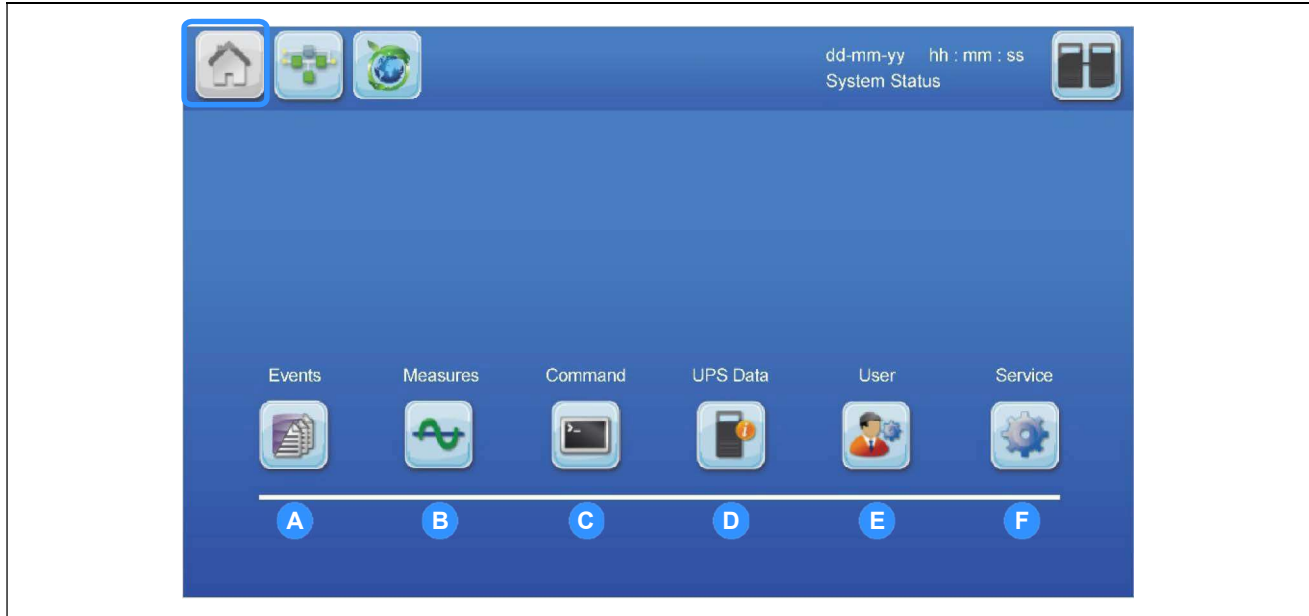 dd-mm-yy hh : mm : ss
System Status
Events Measures Command UPS Data User Service
>_
i
A B C D E F